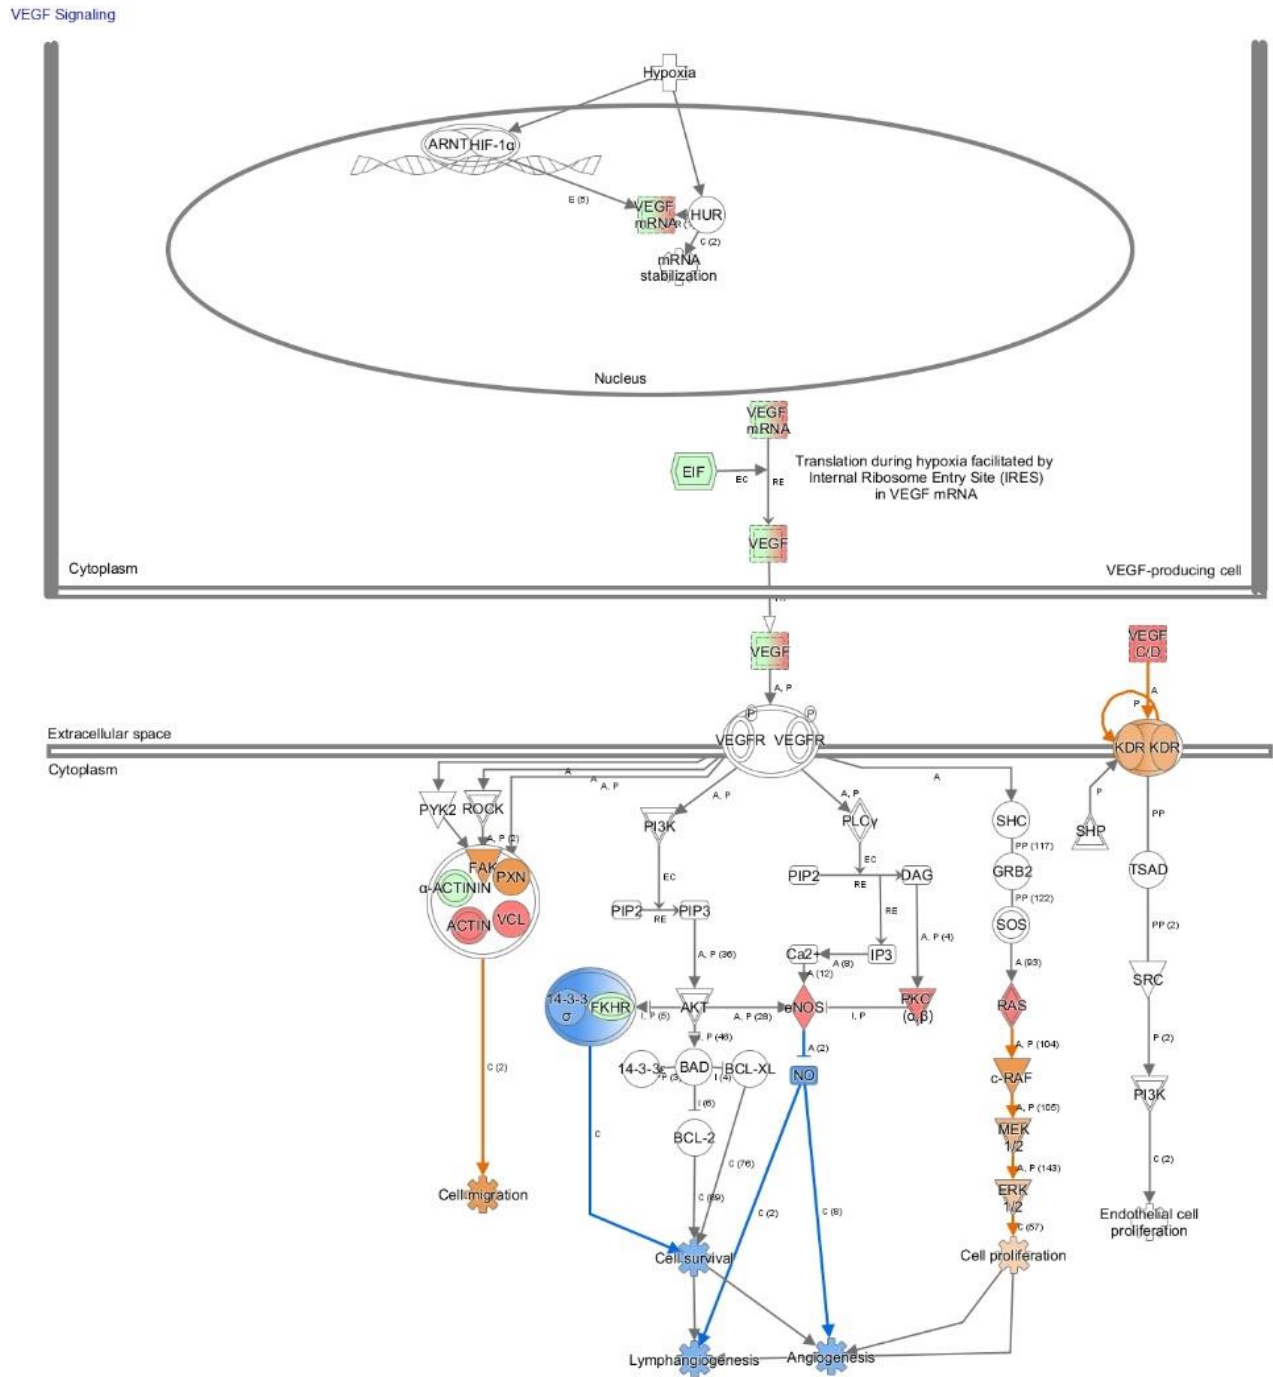 VEGF Signaling
Hypoxia
ARNT
HIF-1α
E (5)
VEGF
mRNA
HUR
C (2)
mRNA
stabilization
Nucleus
VEGF
mRNA
EIF
EC
RE
Translation during hypoxia facilitated by
Internal Ribosome Entry Site (IRES)
in VEGF mRNA
VEGF
Cytoplasm
VEGF-producing cell
VEGF
VEGF
C/D
A, P
A
P
P
P
VEGFR
VEGFR
KDR
KDR
Extracellular space
Cytoplasm
A
A
A, P
A, P
A, P
A
P
PP
PYK2
ROCK
PI3K
PLCγ
SHC
SHP
A, P (2)
PP (117)
FAK
PXN
α-ACTININ
EC
EC
GRB2
TSAD
PIP2
DAG
RE
PP (122)
ACTIN
VCL
PIP2
RE
PIP3
RE
SOS
PP (2)
A, P (4)
A, P (36)
Ca2+
A (8)
IP3
A (93)
A (12)
SRC
14-3-3
σ
FKHR
I, P (5)
AKT
A, P (28)
eNOS
I, P
PKC
(α,β)
RAS
I, P (46)
A (2)
A, P (104)
P (2)
C (2)
14-3-3ε
P (3)
BAD
I (4)
BCL-XL
NO
c-RAF
PI3K
I (6)
A, P (105)
C
BCL-2
MEK
1/2
C (76)
A, P (143)
C (2)
Cell migration
C (89)
C (2)
C (8)
ERK
1/2
C (57)
Endothelial cell
proliferation
Cell survival
Cell proliferation
Lymphangiogenesis
Angiogenesis